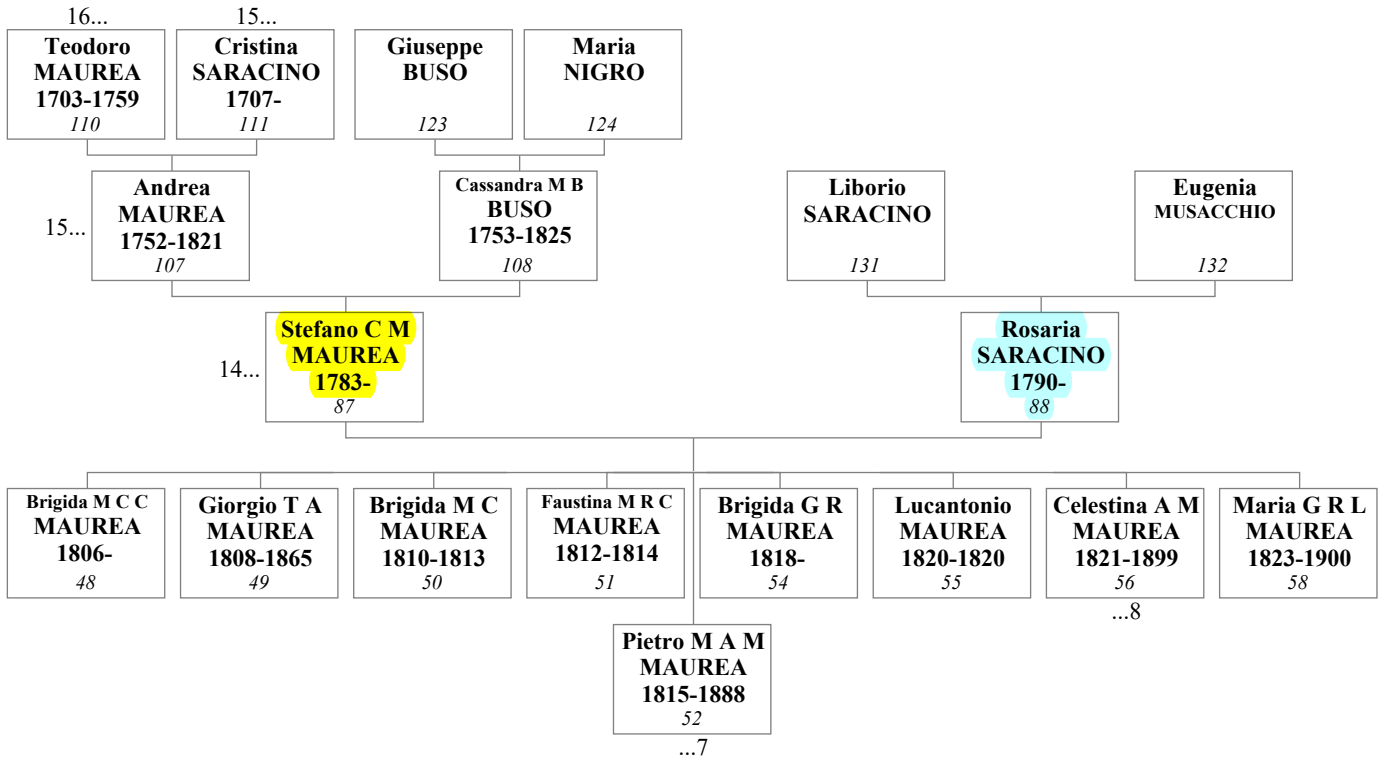 16...
15...
Teodoro
MAUREA
1703-1759
110
Cristina
SARACINO
1707-
111
Giuseppe
BUSO
123
Maria
NIGRO
124
15...
Andrea
MAUREA
1752-1821
107
Cassandra M B
BUSO
1753-1825
108
Liborio
SARACINO
131
Eugenia
MUSACCHIO
132
14...
Stefano C M
MAUREA
1783-
87
Rosaria
SARACINO
1790-
88
Brigida M C C
MAUREA
1806-
48
Giorgio T A
MAUREA
1808-1865
49
Brigida M C
MAUREA
1810-1813
50
Faustina M R C
MAUREA
1812-1814
51
Brigida G R
MAUREA
1818-
54
Lucantonio
MAUREA
1820-1820
55
Celestina A M
MAUREA
1821-1899
56
...8
Maria G R L
MAUREA
1823-1900
58
Pietro M A M
MAUREA
1815-1888
52
...7